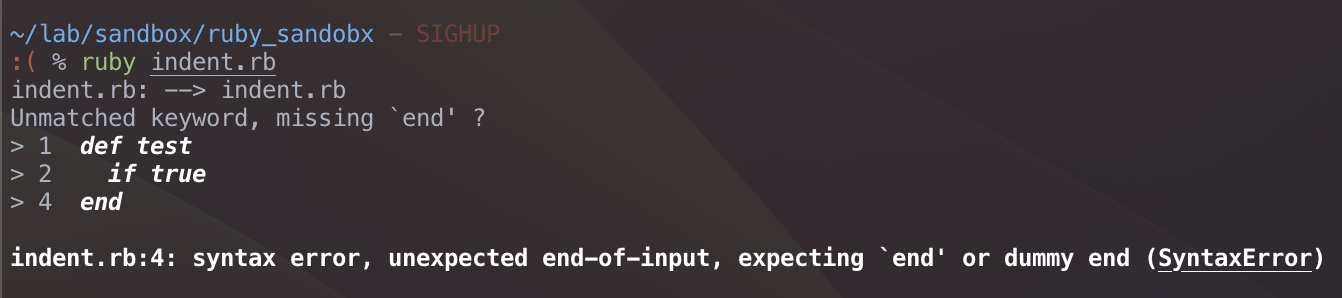 ~/lab/sandbox/ruby_sandobx – SIGHUP
:( % ruby indent.rb
indent.rb: --> indent.rb
Unmatched keyword, missing `end' ?
> 1  def test
> 2    if true
> 4  end
indent.rb:4: syntax error, unexpected end-of-input, expecting `end' or dummy end (SyntaxError)